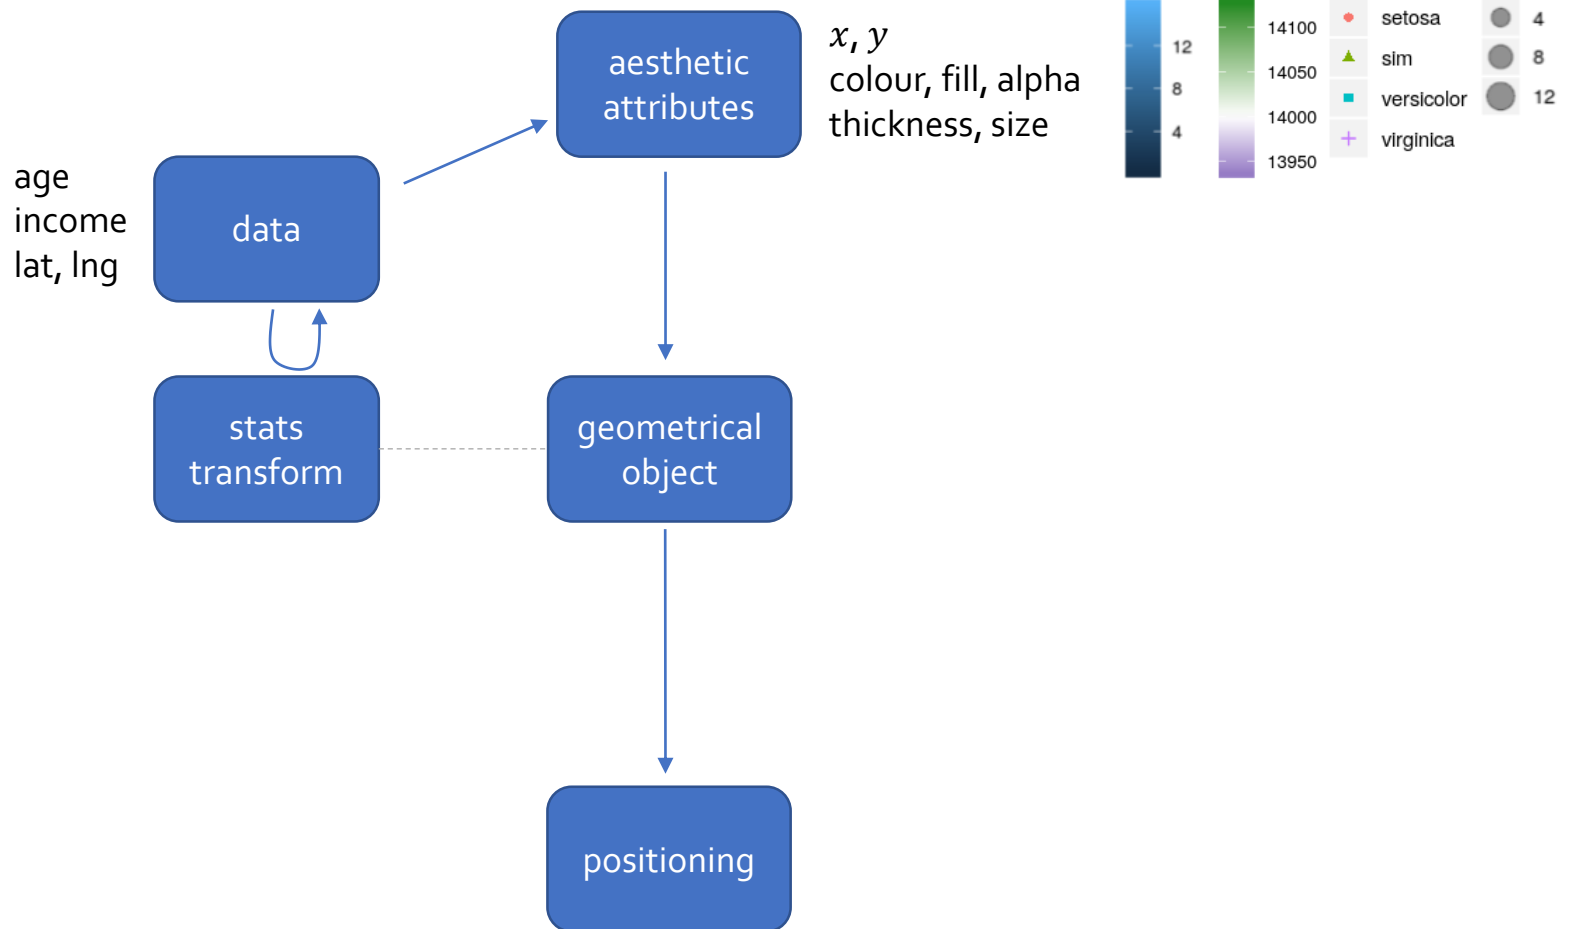 aesthetic
attributes
x, y
colour, fill, alpha
thickness, size
12
8
4
14100
14050
14000
13950
setosa
sim
versicolor
virginica
4
8
12
age
income
lat, lng
data
stats
transform
geometrical
object
positioning